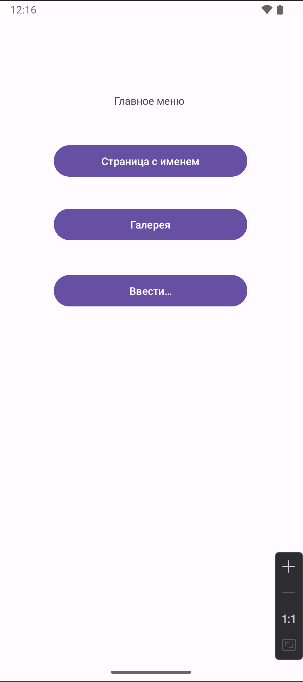 12:16
Главное меню
Страница с именем
Галерея
Ввести...
1:1